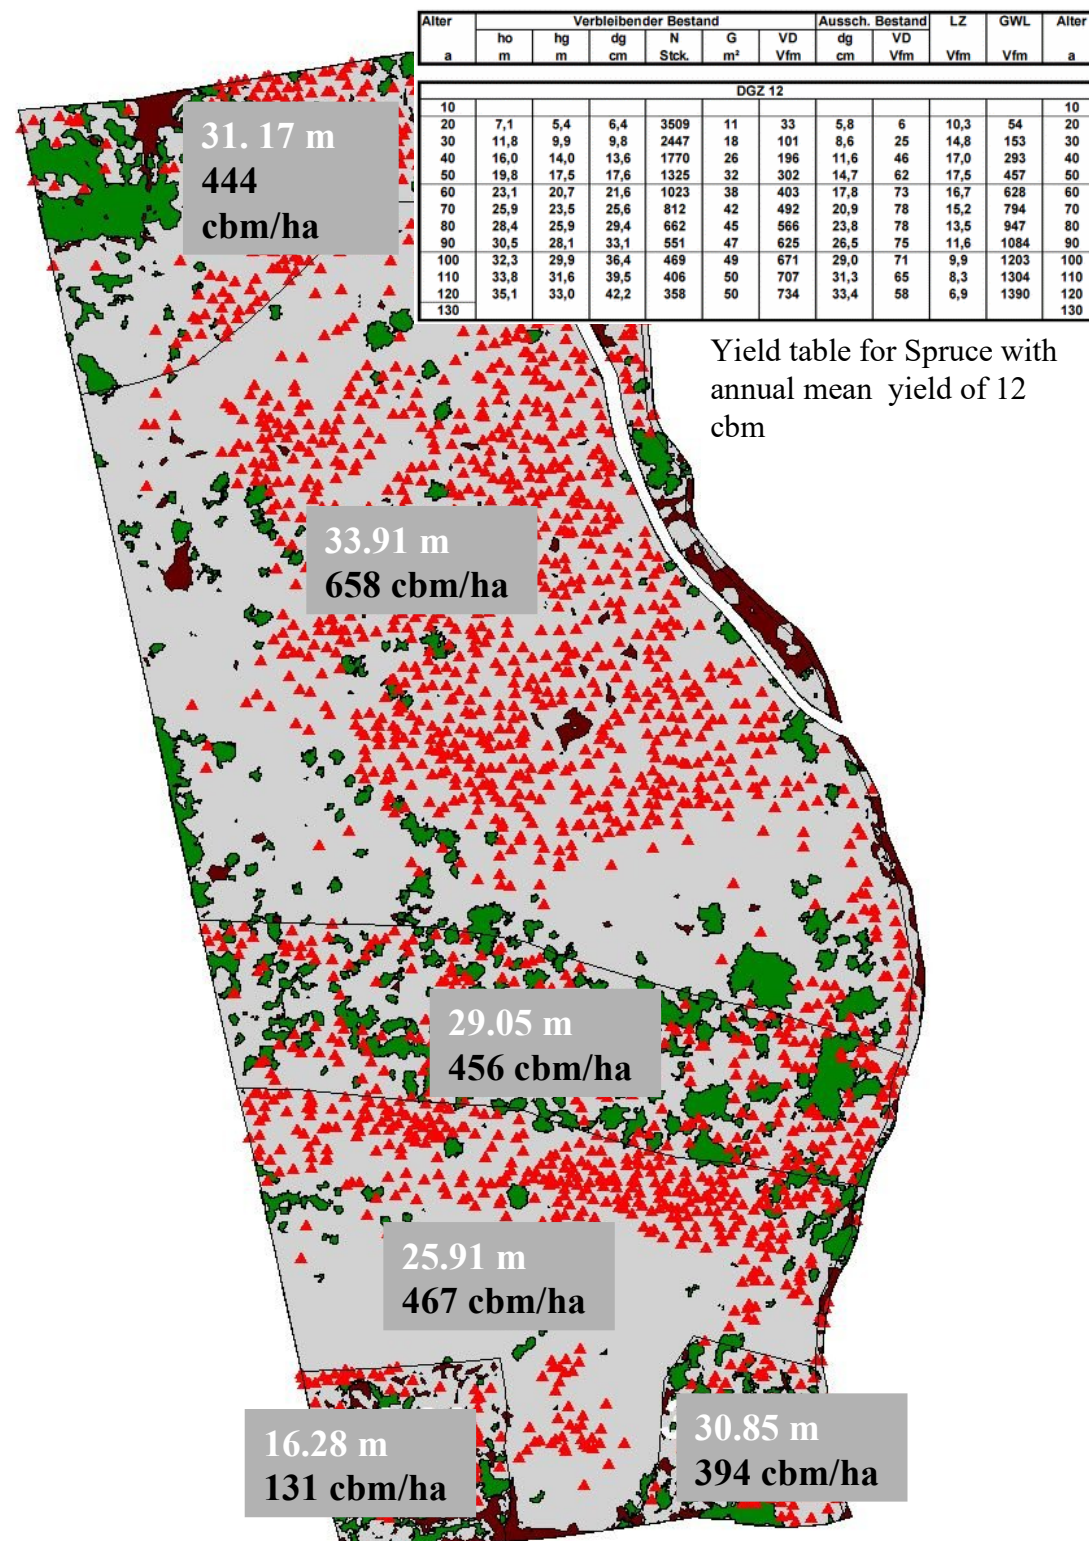 Alter Verbleibender Bestand Aussch. Bestand LZ GWL Alter
ho hg dg N G VD dg VD
a m m cm Stck. m² Vfm cm Vfm Vfm Vfm a
DGZ 12
10 10
20 7,1 5,4 6,4 3509 11 33 5,8 6 10,3 54 20
30 11,8 9,9 9,8 2447 18 101 8,6 25 14,8 153 30
40 16,0 14,0 13,6 1770 26 196 11,6 46 17,0 293 40
50 19,8 17,5 17,6 1325 32 302 14,7 62 17,5 457 50
60 23,1 20,7 21,6 1023 38 403 17,8 73 16,7 628 60
70 25,9 23,5 25,6 812 42 492 20,9 78 15,2 794 70
80 28,4 25,9 29,4 662 45 566 23,8 78 13,5 947 80
90 30,5 28,1 33,1 551 47 625 26,5 75 11,6 1084 90
100 32,3 29,9 36,4 469 49 671 29,0 71 9,9 1203 100
110 33,8 31,6 39,5 406 50 707 31,3 65 8,3 1304 110
120 35,1 33,0 42,2 358 50 734 33,4 58 6,9 1390 120
130 130
Yield table for Spruce with
annual mean yield of 12
cbm
31. 17 m
444
cbm/ha
33.91 m
658 cbm/ha
29.05 m
456 cbm/ha
25.91 m
467 cbm/ha
16.28 m
131 cbm/ha
30.85 m
394 cbm/ha